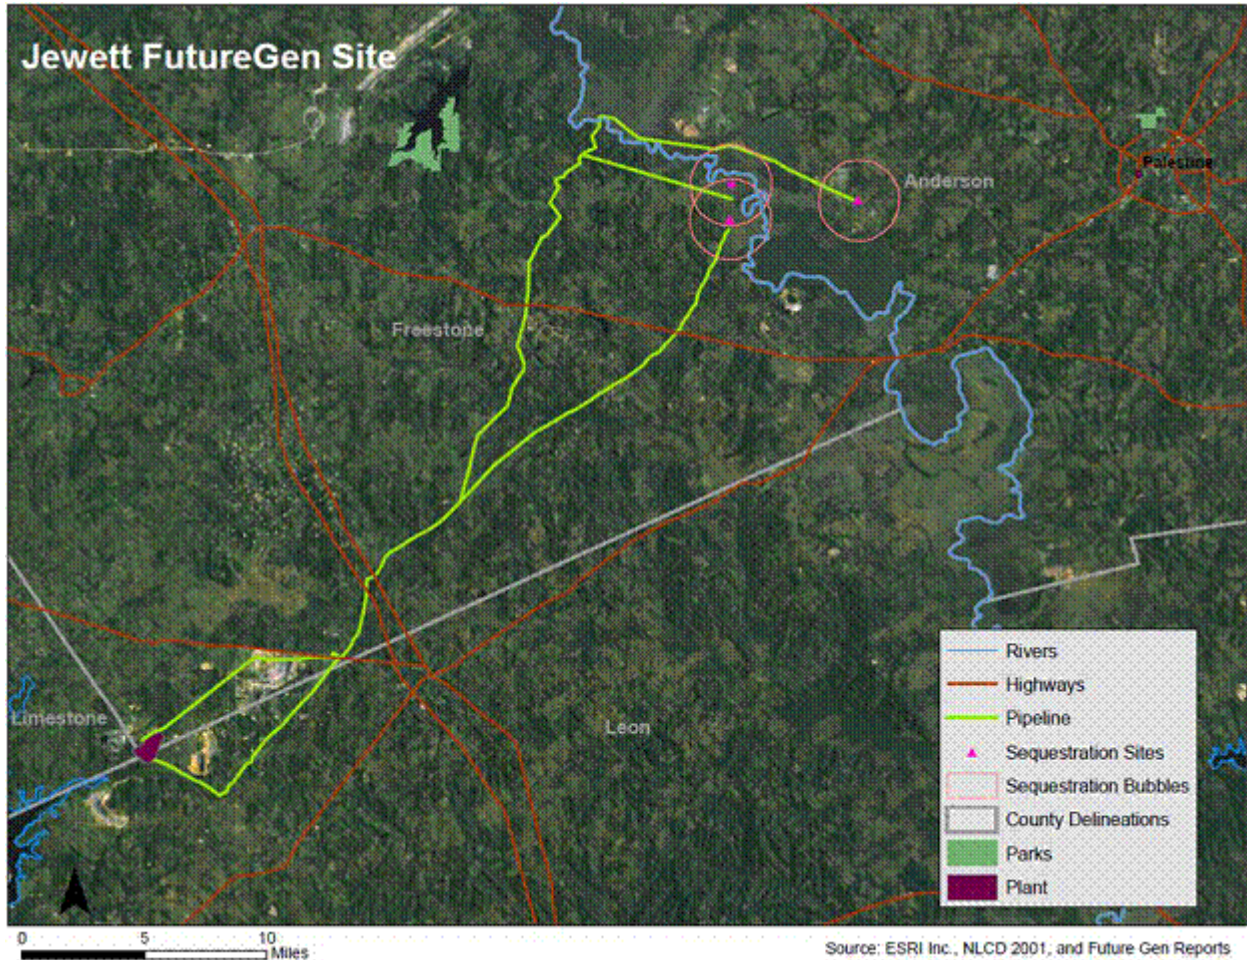 Jewett FutureGen Site
Palestine
Anderson
Freestone
Limestone
Leon
Rivers
Highways
Pipeline
Sequestration Sites
Sequestration Bubbles
County Delineations
Parks
Plant
0 5 10
Miles
Source: ESRI Inc., NLCD 2001, and Future Gen Reports